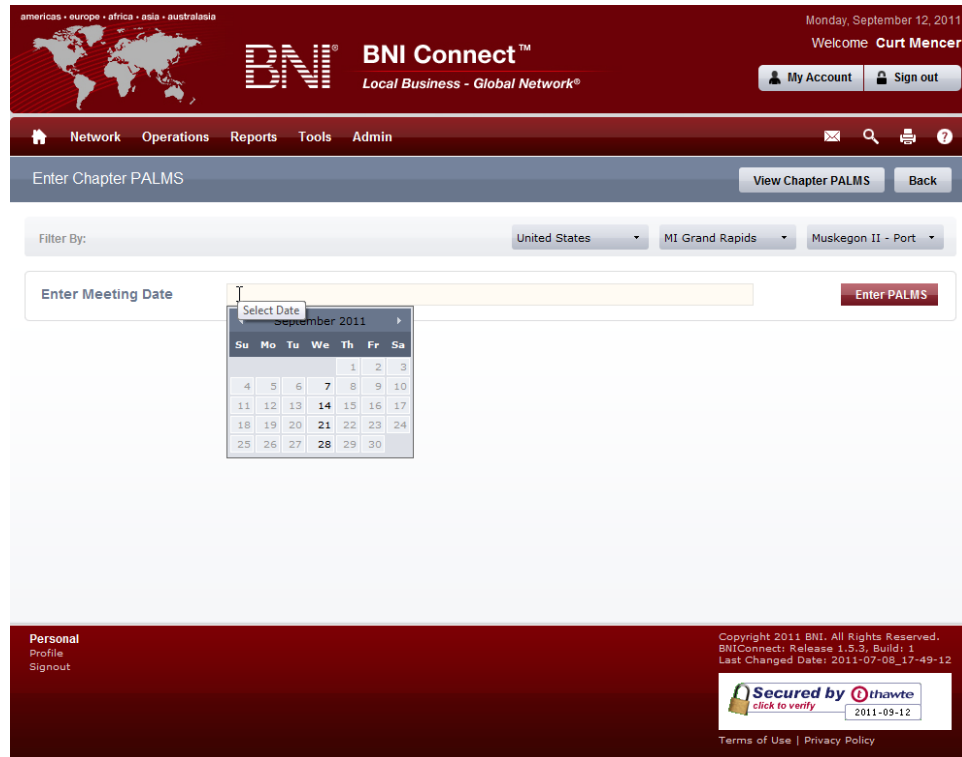 americas • europe • africa • asia • australasia
Monday, September 12, 2011
Welcome Curt Mencer
BNI® BNI Connect™
Local Business - Global Network®
My Account Sign out
Network Operations Reports Tools Admin
Enter Chapter PALMS
View Chapter PALMS Back
Filter By: United States MI Grand Rapids Muskegon II - Port
Enter Meeting Date Enter PALMS
Select Date
September 2011
Su Mo Tu We Th Fr Sa
1 2 3
4 5 6 7 8 9 10
11 12 13 14 15 16 17
18 19 20 21 22 23 24
25 26 27 28 29 30
Personal
Profile
Signout
Copyright 2011 BNI. All Rights Reserved.
BNIConnect: Release 1.5.3, Build: 1
Last Changed Date: 2011-07-08_17-49-12
Secured by thawte
click to verify
2011-09-12
Terms of Use | Privacy Policy